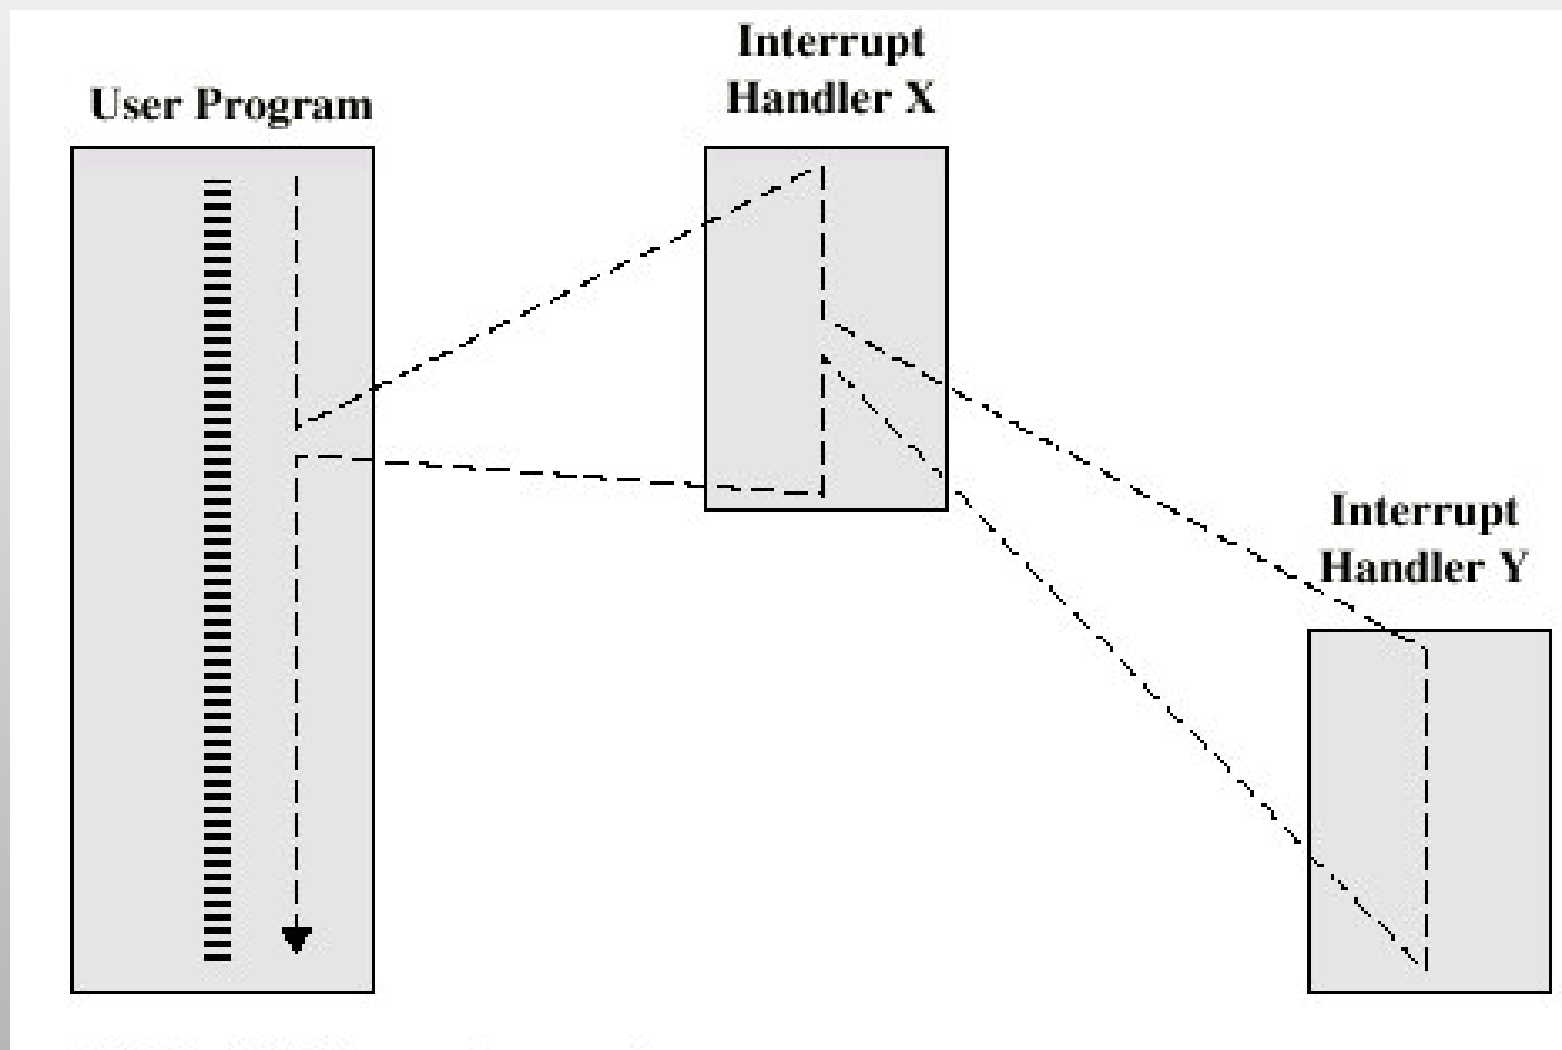 User Program
Interrupt
Handler X
Interrupt
Handler Y